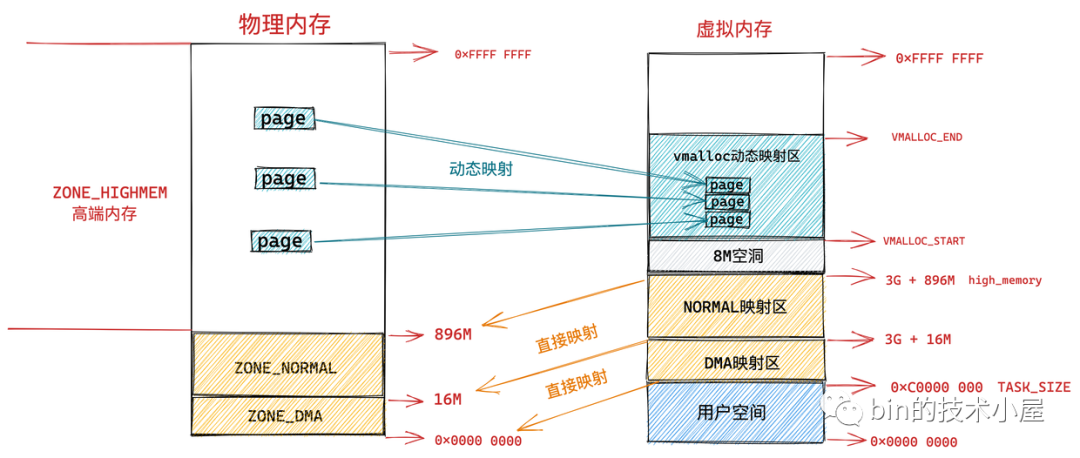 物理内存
虚拟内存
0×FFFF FFFF
0×FFFF FFFF
page
VMALLOC_END
vmalloc动态映射区
动态映射
page
page
page
page
ZONE_HIGHMEM
高端内存
page
VMALLOC_START
8M空洞
3G + 896M high_memory
NORMAL映射区
896M
直接映射
3G + 16M
ZONE_NORMAL
DMA映射区
直接映射
0×C0000 000 TASK_SIZE
16M
用户空间
bin的技术小屋
ZONE_DMA
0×0000 0000
0×0000 0000